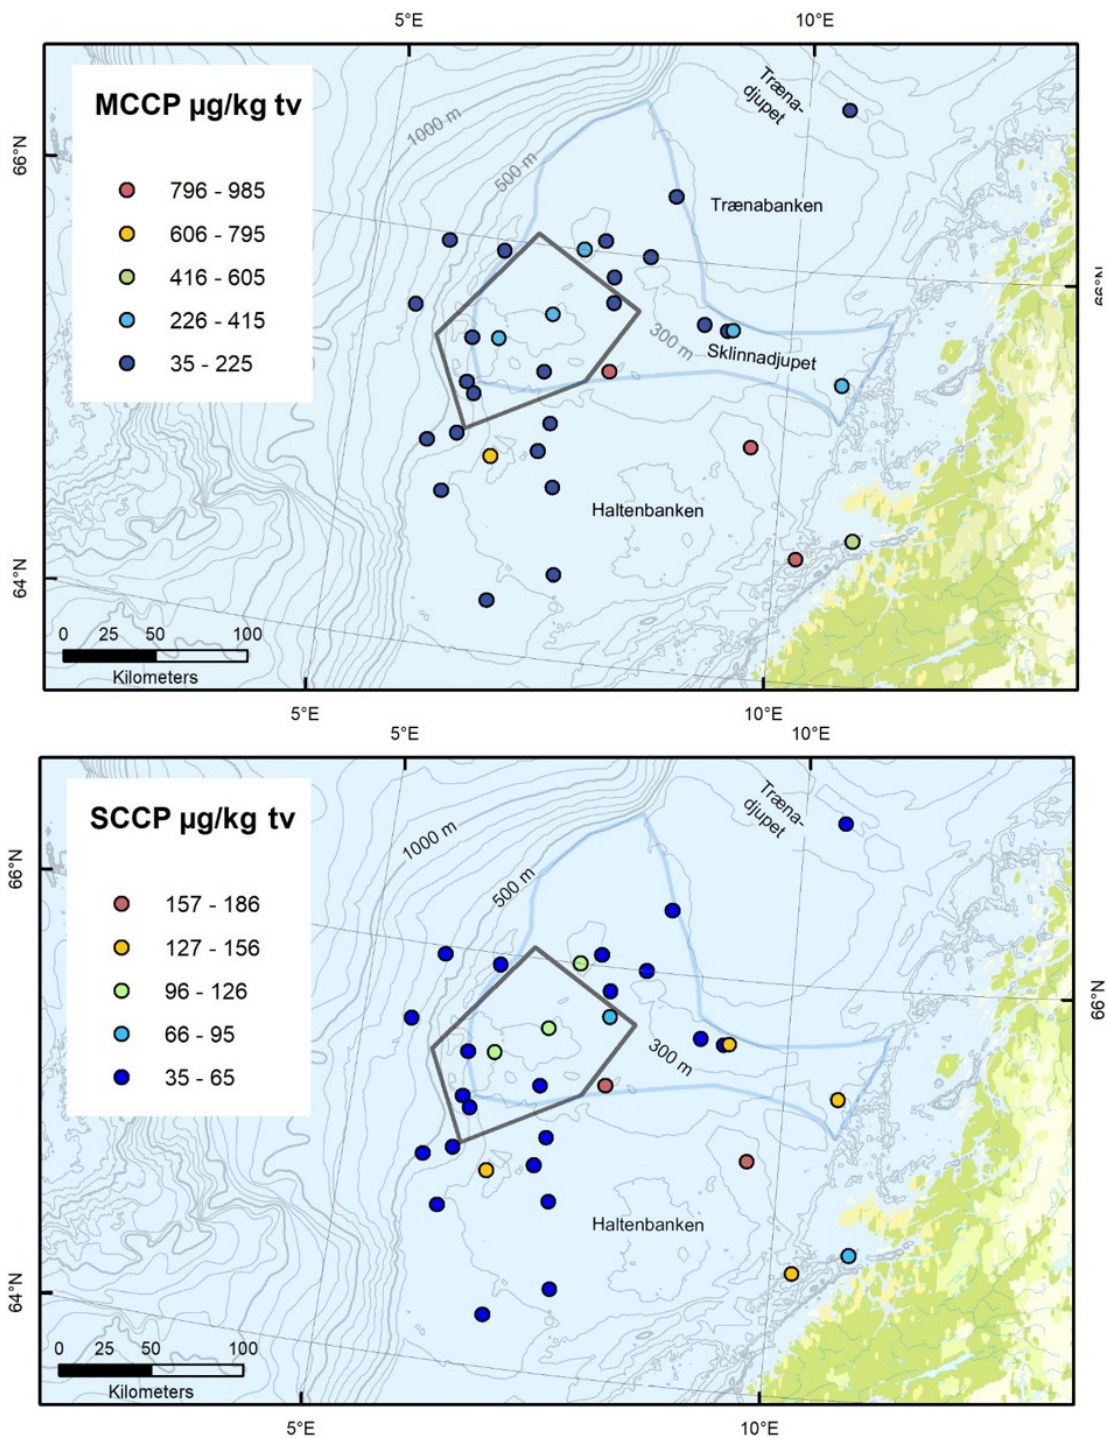 5°E 10°E
MCCP µg/kg tv
796 - 985
606 - 795
416 - 605
226 - 415
35 - 225
1000 m
500 m
Træna-
djupet
Trænabanken
300 m
Sklinnadjupet
Haltenbanken
66°N
66°N
64°N
0 25 50 100
Kilometers
5°E 10°E
5°E 10°E
SCCP µg/kg tv
157 - 186
127 - 156
96 - 126
66 - 95
35 - 65
1000 m
500 m
Træna-
djupet
300 m
Haltenbanken
66°N
66°N
64°N
0 25 50 100
Kilometers
5°E 10°E